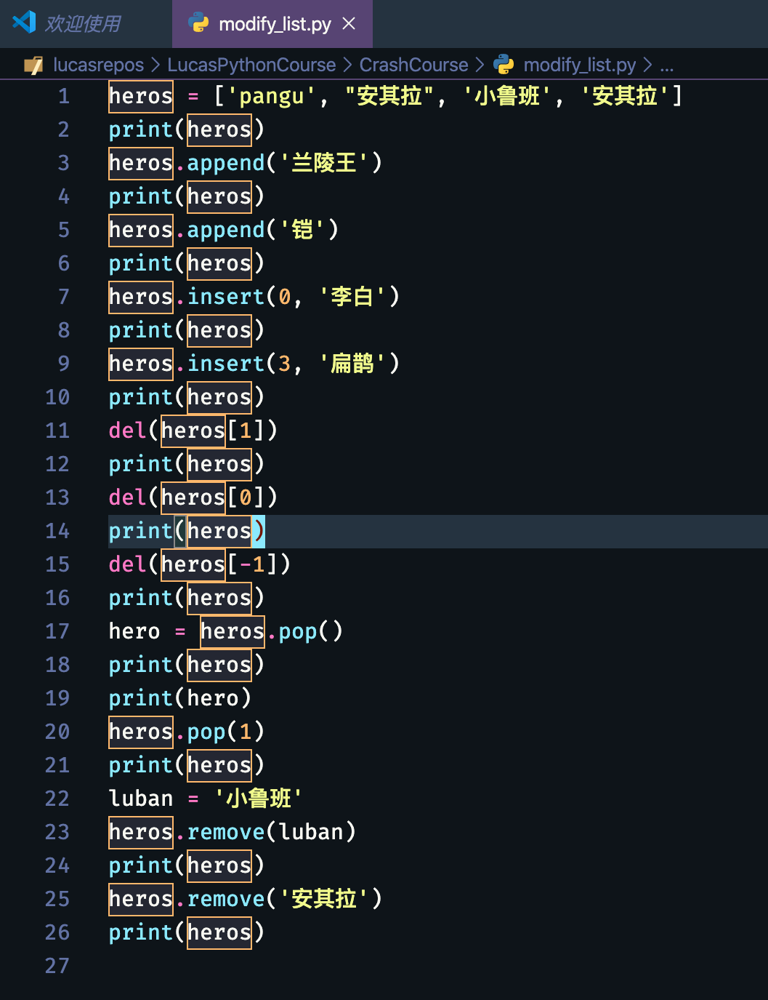 欢迎使用 modify_list.py
lucasrepos > LucasPythonCourse > CrashCourse > modify_list.py > ...
1 heros = ['pangu', "安其拉", '小鲁班', '安其拉']
2 print(heros)
3 heros.append('兰陵王')
4 print(heros)
5 heros.append('铠')
6 print(heros)
7 heros.insert(0, '李白')
8 print(heros)
9 heros.insert(3, '扁鹊')
10 print(heros)
11 del(heros[1])
12 print(heros)
13 del(heros[0])
14 print(heros)
15 del(heros[-1])
16 print(heros)
17 hero = heros.pop()
18 print(heros)
19 print(hero)
20 heros.pop(1)
21 print(heros)
22 luban = '小鲁班'
23 heros.remove(luban)
24 print(heros)
25 heros.remove('安其拉')
26 print(heros)
27